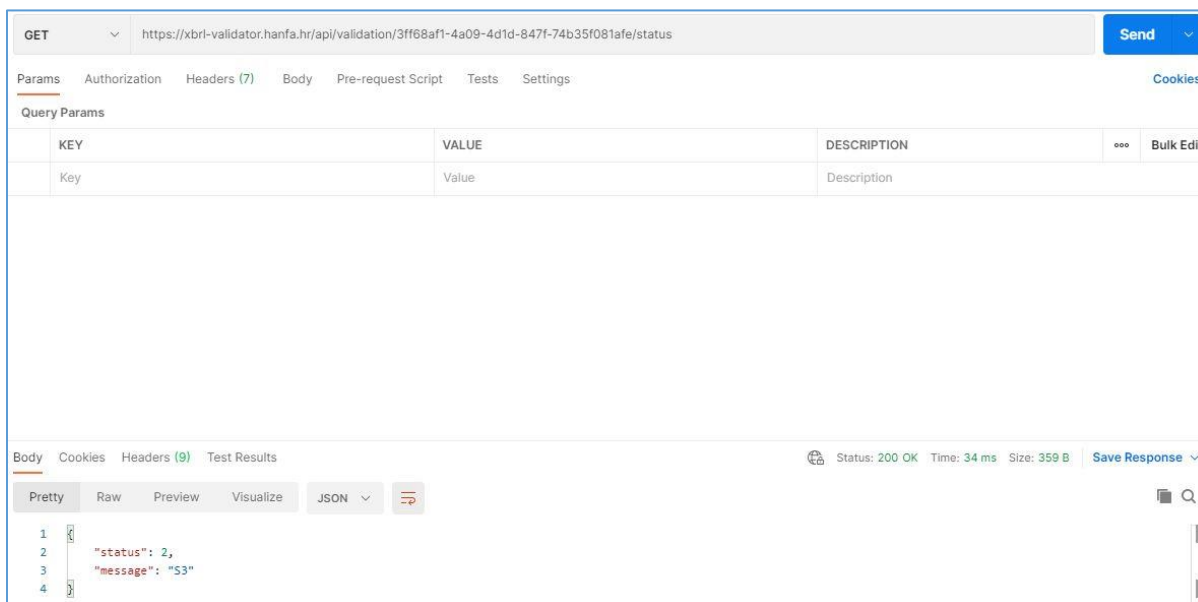 GET https://xbrl-validator.hanfa.hr/api/validation/3ff68af1-4a09-4d1d-847f-74b35f081afe/status Send
Params Authorization Headers (7) Body Pre-request Script Tests Settings Cookies
Query Params
KEY VALUE DESCRIPTION ooo Bulk Edi
Key Value Description
Body Cookies Headers (9) Test Results Status: 200 OK Time: 34 ms Size: 359 B Save Response
Pretty Raw Preview Visualize JSON
1 {
2 "status": 2,
3 "message": "S3"
4 }